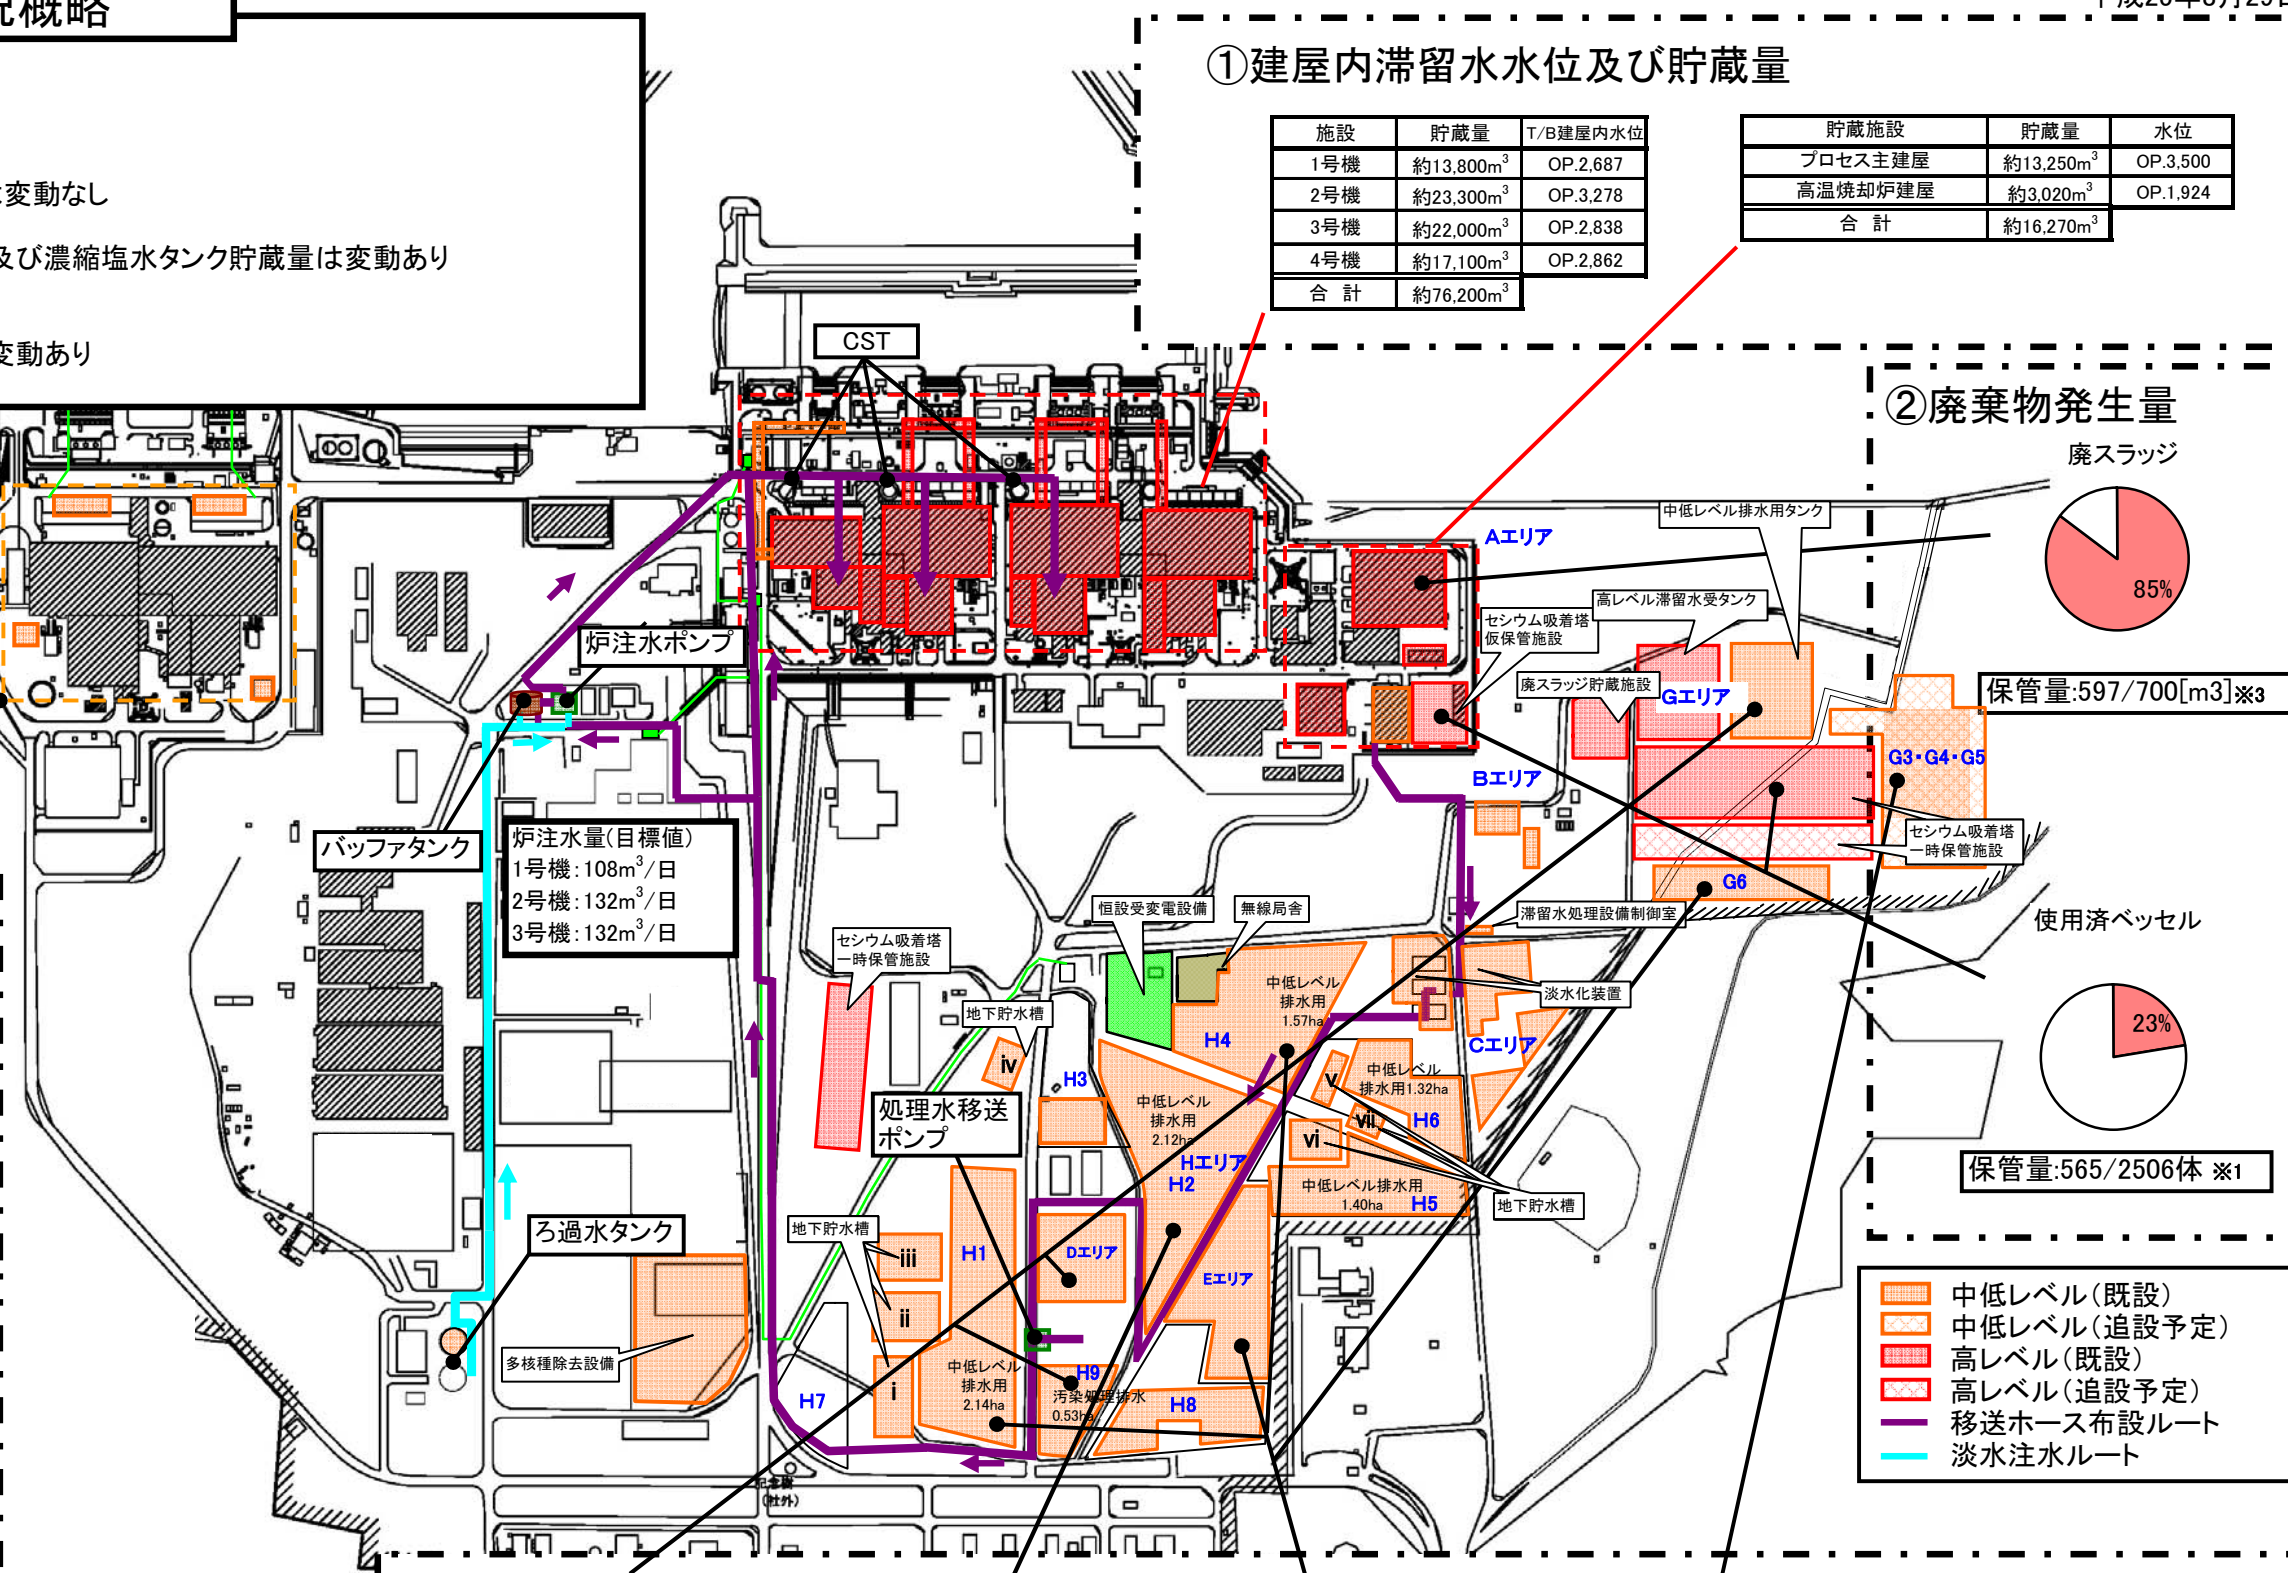 概略
変動なし
及び濃縮塩水タンク貯蔵量は変動あり
変動あり
①建屋内滞留水水位及び貯蔵量
施設 貯蔵量 T/B建屋内水位
1号機 約13,800m³ OP.2,687
2号機 約23,300m³ OP.3,278
3号機 約22,000m³ OP.2,838
4号機 約17,100m³ OP.2,862
合 計 約76,200m³
貯蔵施設 貯蔵量 水位
プロセス主建屋 約13,250m³ OP.3,500
高温焼却炉建屋 約3,020m³ OP.1,924
合 計 約16,270m³
②廃棄物発生量
廃スラッジ
85%
保管量:597/700[m3]※3
使用済ベッセル
23%
保管量:565/2506体 ※1
CST
炉注水ポンプ
バッファタンク
炉注水量(目標値)
1号機:108m³/日
2号機:132m³/日
3号機:132m³/日
Aエリア
中低レベル排水用タンク
高レベル滞留水受タンク
セシウム吸着塔
仮保管施設
廃スラッジ貯蔵施設
Gエリア
G3・G4・G5
Bエリア
セシウム吸着塔
一時保管施設
G6
滞留水処理設備制御室
恒設受変電設備
無線局舎
セシウム吸着塔
一時保管施設
地下貯水槽
iv
H3
中低レベル
排水用
1.57ha
H4
淡水化装置
Cエリア
中低レベル
排水用1.32ha
v
vii
vi
H6
処理水移送
ポンプ
中低レベル
排水用
2.12ha
Hエリア
H2
中低レベル排水用
1.40ha
H5
地下貯水槽
ろ過水タンク
地下貯水槽
iii
ii
i
H1
Dエリア
Eエリア
多核種除去設備
中低レベル
排水用
2.14ha
H9
汚染処理排水
0.53ha
H8
H7
記念樹
(社外)
中低レベル(既設)
中低レベル(追設予定)
高レベル(既設)
高レベル(追設予定)
移送ホース布設ルート
淡水注水ルート